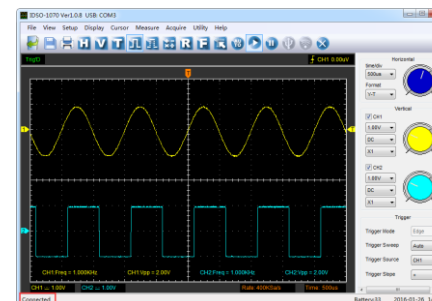 IDSO-1070 Ver1.0.8 USB: COM3
File View Setup Display Cursor Measure Acquire Utility Help
H V T R F
Trig'D CH1 0.00uV
T
Horizontal
time/div
500us
Format
Y-T
Vertical
CH1
1.00V
DC
X1
CH2
1.00V
DC
X1
Trigger
Trigger Mode Edge
Trigger Sweep Auto
Trigger Source CH1
Trigger Slope +
CH1:Freq = 1.000KHz CH1:Vpp = 2.00V CH2:Freq = 1.000KHz CH2:Vpp = 2.00V
CH1 1.00V CH2 1.00V Rate: 400KSa/s Time: 500us
Connected Battery:33